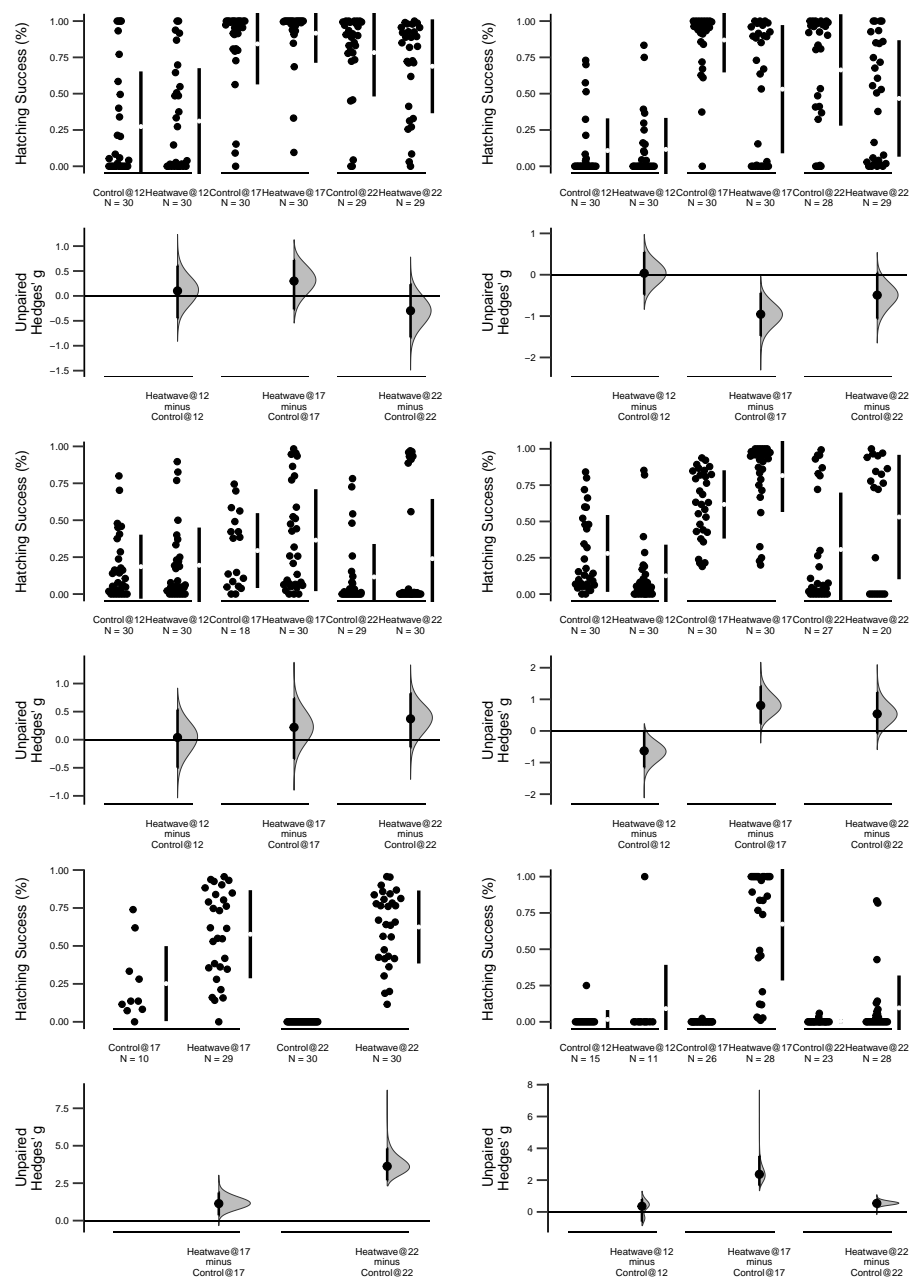 Hatching Success (%)
1.00
0.75
0.50
0.25
0.00
Control@12 Heatwave@12 Control@17 Heatwave@17 Control@22 Heatwave@22
N = 30 N = 30 N = 30 N = 30 N = 29 N = 29
Hatching Success (%)
1.00
0.75
0.50
0.25
0.00
Control@12 Heatwave@12 Control@17 Heatwave@17 Control@22 Heatwave@22
N = 30 N = 30 N = 30 N = 30 N = 28 N = 29
Unpaired
Hedges' g
1.0
0.5
0.0
−0.5
−1.0
−1.5
Heatwave@12 Heatwave@17 Heatwave@22
minus minus minus
Control@12 Control@17 Control@22
Unpaired
Hedges' g
1
0
−1
−2
Heatwave@12 Heatwave@17 Heatwave@22
minus minus minus
Control@12 Control@17 Control@22
Hatching Success (%)
1.00
0.75
0.50
0.25
0.00
Control@12 Heatwave@12 Control@17 Heatwave@17 Control@22 Heatwave@22
N = 30 N = 30 N = 18 N = 30 N = 29 N = 30
Hatching Success (%)
1.00
0.75
0.50
0.25
0.00
Control@12 Heatwave@12 Control@17 Heatwave@17 Control@22 Heatwave@22
N = 30 N = 30 N = 30 N = 30 N = 27 N = 20
Unpaired
Hedges' g
1.0
0.5
0.0
−0.5
−1.0
Heatwave@12 Heatwave@17 Heatwave@22
minus minus minus
Control@12 Control@17 Control@22
Unpaired
Hedges' g
2
1
0
−1
−2
Heatwave@12 Heatwave@17 Heatwave@22
minus minus minus
Control@12 Control@17 Control@22
Hatching Success (%)
1.00
0.75
0.50
0.25
0.00
Control@17 Heatwave@17 Control@22 Heatwave@22
N = 10 N = 29 N = 30 N = 30
Hatching Success (%)
1.00
0.75
0.50
0.25
0.00
Control@12 Heatwave@12 Control@17 Heatwave@17 Control@22 Heatwave@22
N = 15 N = 11 N = 26 N = 28 N = 23 N = 28
Unpaired
Hedges' g
7.5
5.0
2.5
0.0
Heatwave@17 Heatwave@22
minus minus
Control@17 Control@22
Unpaired
Hedges' g
8
6
4
2
0
Heatwave@12 Heatwave@17 Heatwave@22
minus minus minus
Control@12 Control@17 Control@22